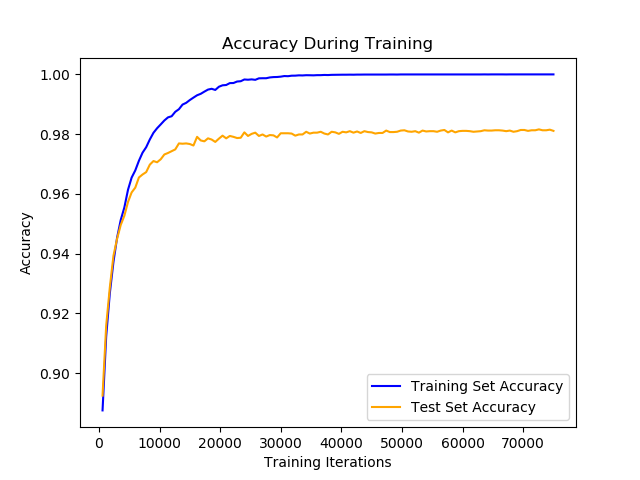 Accuracy During Training
1.00
0.98
0.96
0.94
0.92
0.90
Accuracy
0 10000 20000 30000 40000 50000 60000 70000
Training Iterations
Training Set Accuracy
Test Set Accuracy